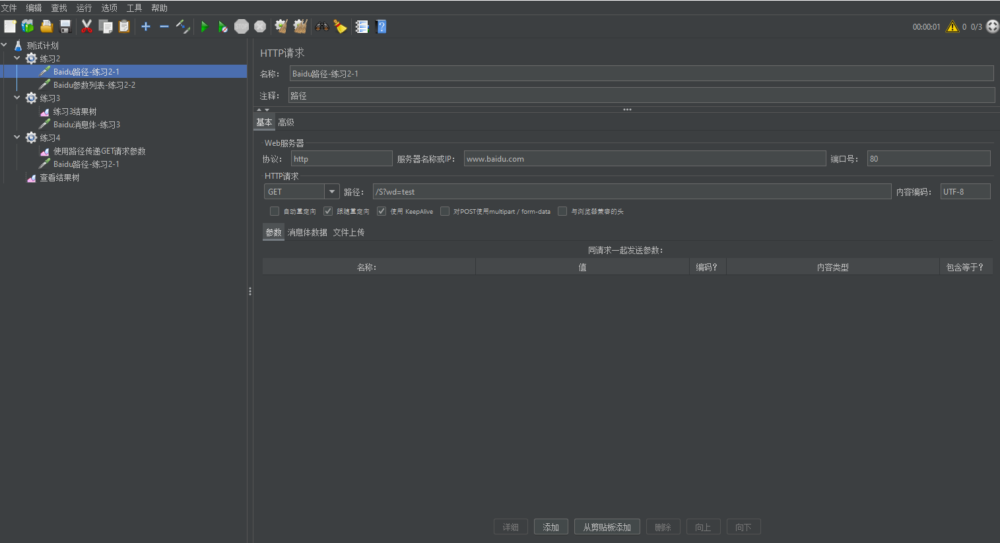 文件 编辑 查找 运行 选项 工具 帮助
STOP 00:00:01 0 0/3
测试计划
练习2
Baidu路径-练习2-1
Baidu参数列表-练习2-2
练习3
练习3结果树
Baidu消息体-练习3
练习4
使用路径传递GET请求参数
Baidu路径-练习2-1
查看结果树
HTTP请求
名称: Baidu路径-练习2-1
注释: 路径
基本 高级
Web服务器
协议: http 服务器名称或IP: www.baidu.com 端口号: 80
HTTP请求
GET 路径: /S?wd=test 内容编码: UTF-8
自动重定向 跟随重定向 使用 KeepAlive 对POST使用multipart / form-data 与浏览器兼容的头
参数 消息体数据 文件上传
同请求一起发送参数:
名称: 值 编码? 内容类型 包含等于?
详细 添加 从剪贴板添加 删除 向上 向下